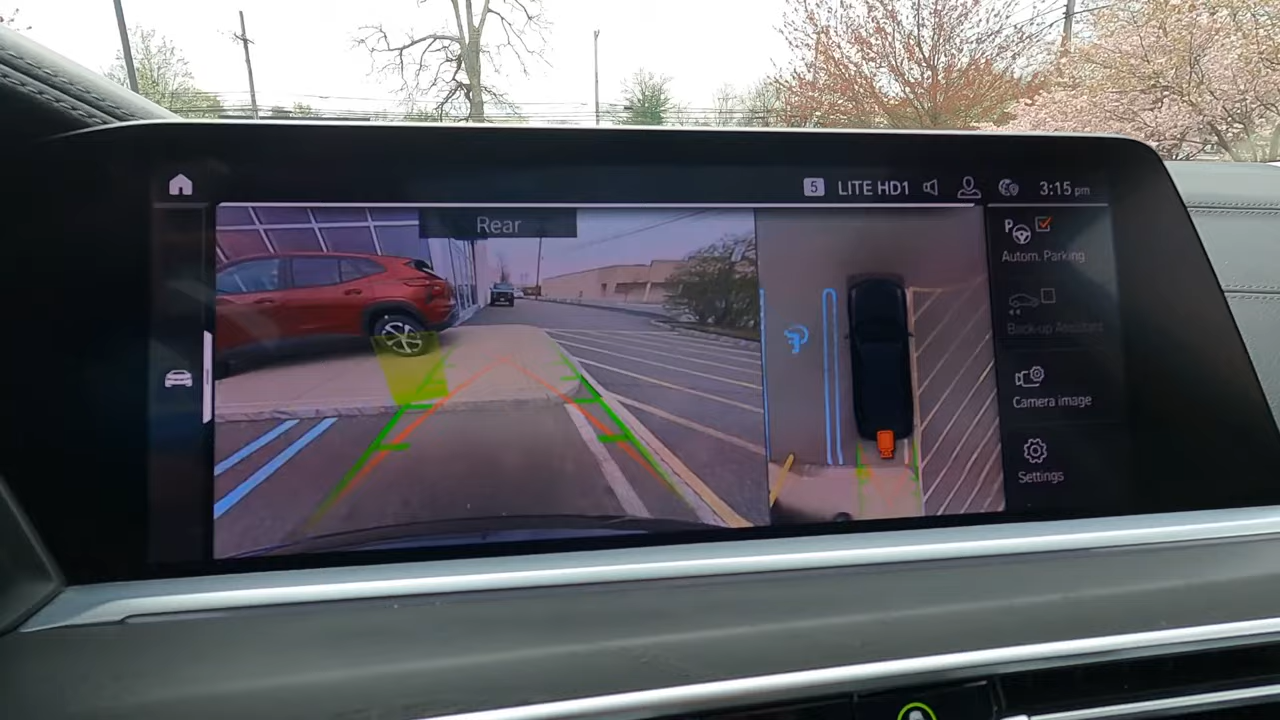 5 LITE HD1 3:15 pm
Rear
P
Autom. Parking
Back-up Assistant
Camera image
Settings